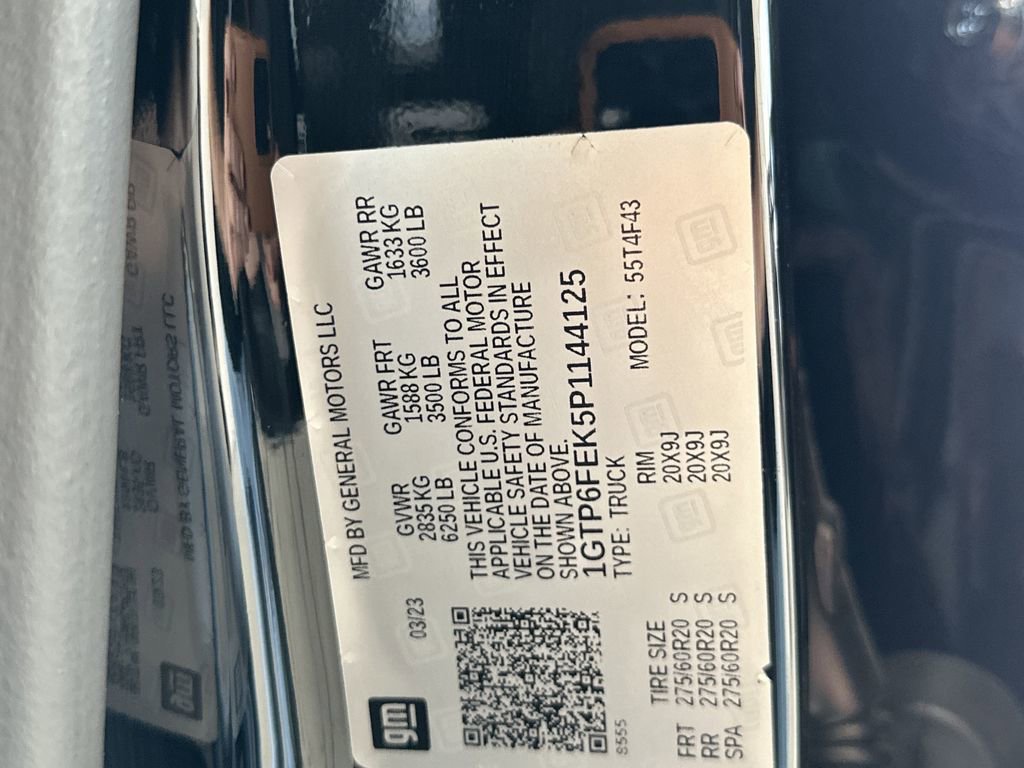 gm
MFD BY GENERAL MOTORS LLC
03/23
GVWR GAWR FRT GAWR RR
2835 KG 1588 KG 1633 KG
6250 LB 3500 LB 3600 LB
THIS VEHICLE CONFORMS TO ALL
APPLICABLE U.S. FEDERAL MOTOR
VEHICLE SAFETY STANDARDS IN EFFECT
ON THE DATE OF MANUFACTURE
SHOWN ABOVE.
1GTP6FEK5P1144125
TYPE: TRUCK MODEL: 55T4F43
S555
TIRE SIZE RIM
FRT 275/60R20 S 20X9J
RR 275/60R20 S 20X9J
SPA 275/60R20 S 20X9J